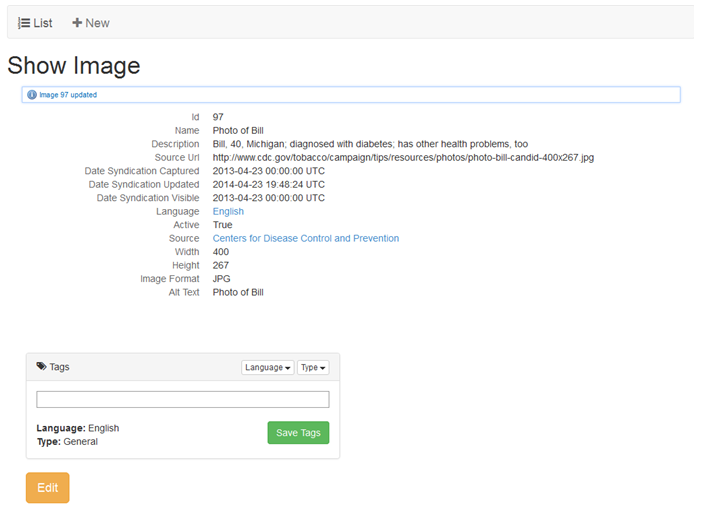 List New
Show Image
Image 97 updated
Id 97
Name Photo of Bill
Description Bill, 40, Michigan; diagnosed with diabetes; has other health problems, too
Source Url http://www.cdc.gov/tobacco/campaign/tips/resources/photos/photo-bill-candid-400x267.jpg
Date Syndication Captured 2013-04-23 00:00:00 UTC
Date Syndication Updated 2014-04-23 19:48:24 UTC
Date Syndication Visible 2013-04-23 00:00:00 UTC
Language English
Active True
Source Centers for Disease Control and Prevention
Width 400
Height 267
Image Format JPG
Alt Text Photo of Bill
Tags Language Type
Language: English
Type: General
Save Tags
Edit